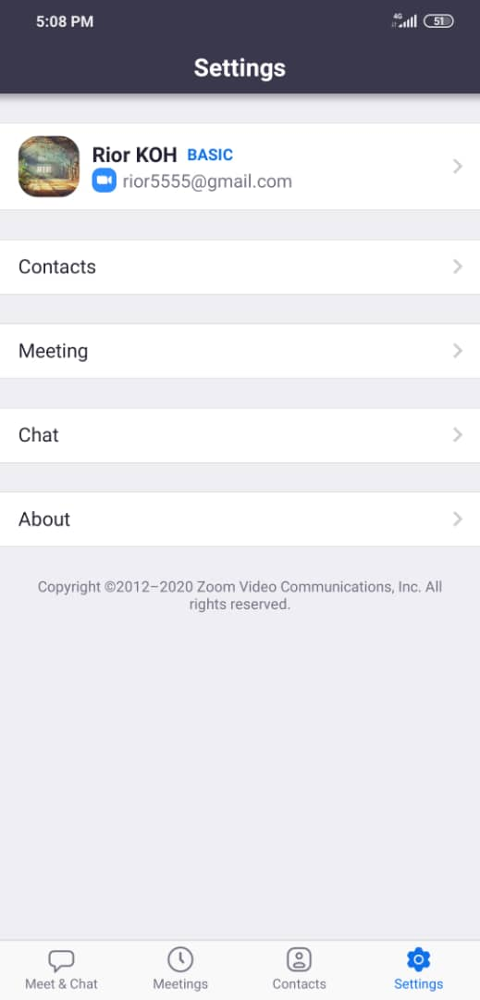 5:08 PM
4G
51
Settings
Rior KOH BASIC
rior5555@gmail.com
Contacts
Meeting
Chat
About
Copyright ©2012–2020 Zoom Video Communications, Inc. All
rights reserved.
Meet & Chat
Meetings
Contacts
Settings